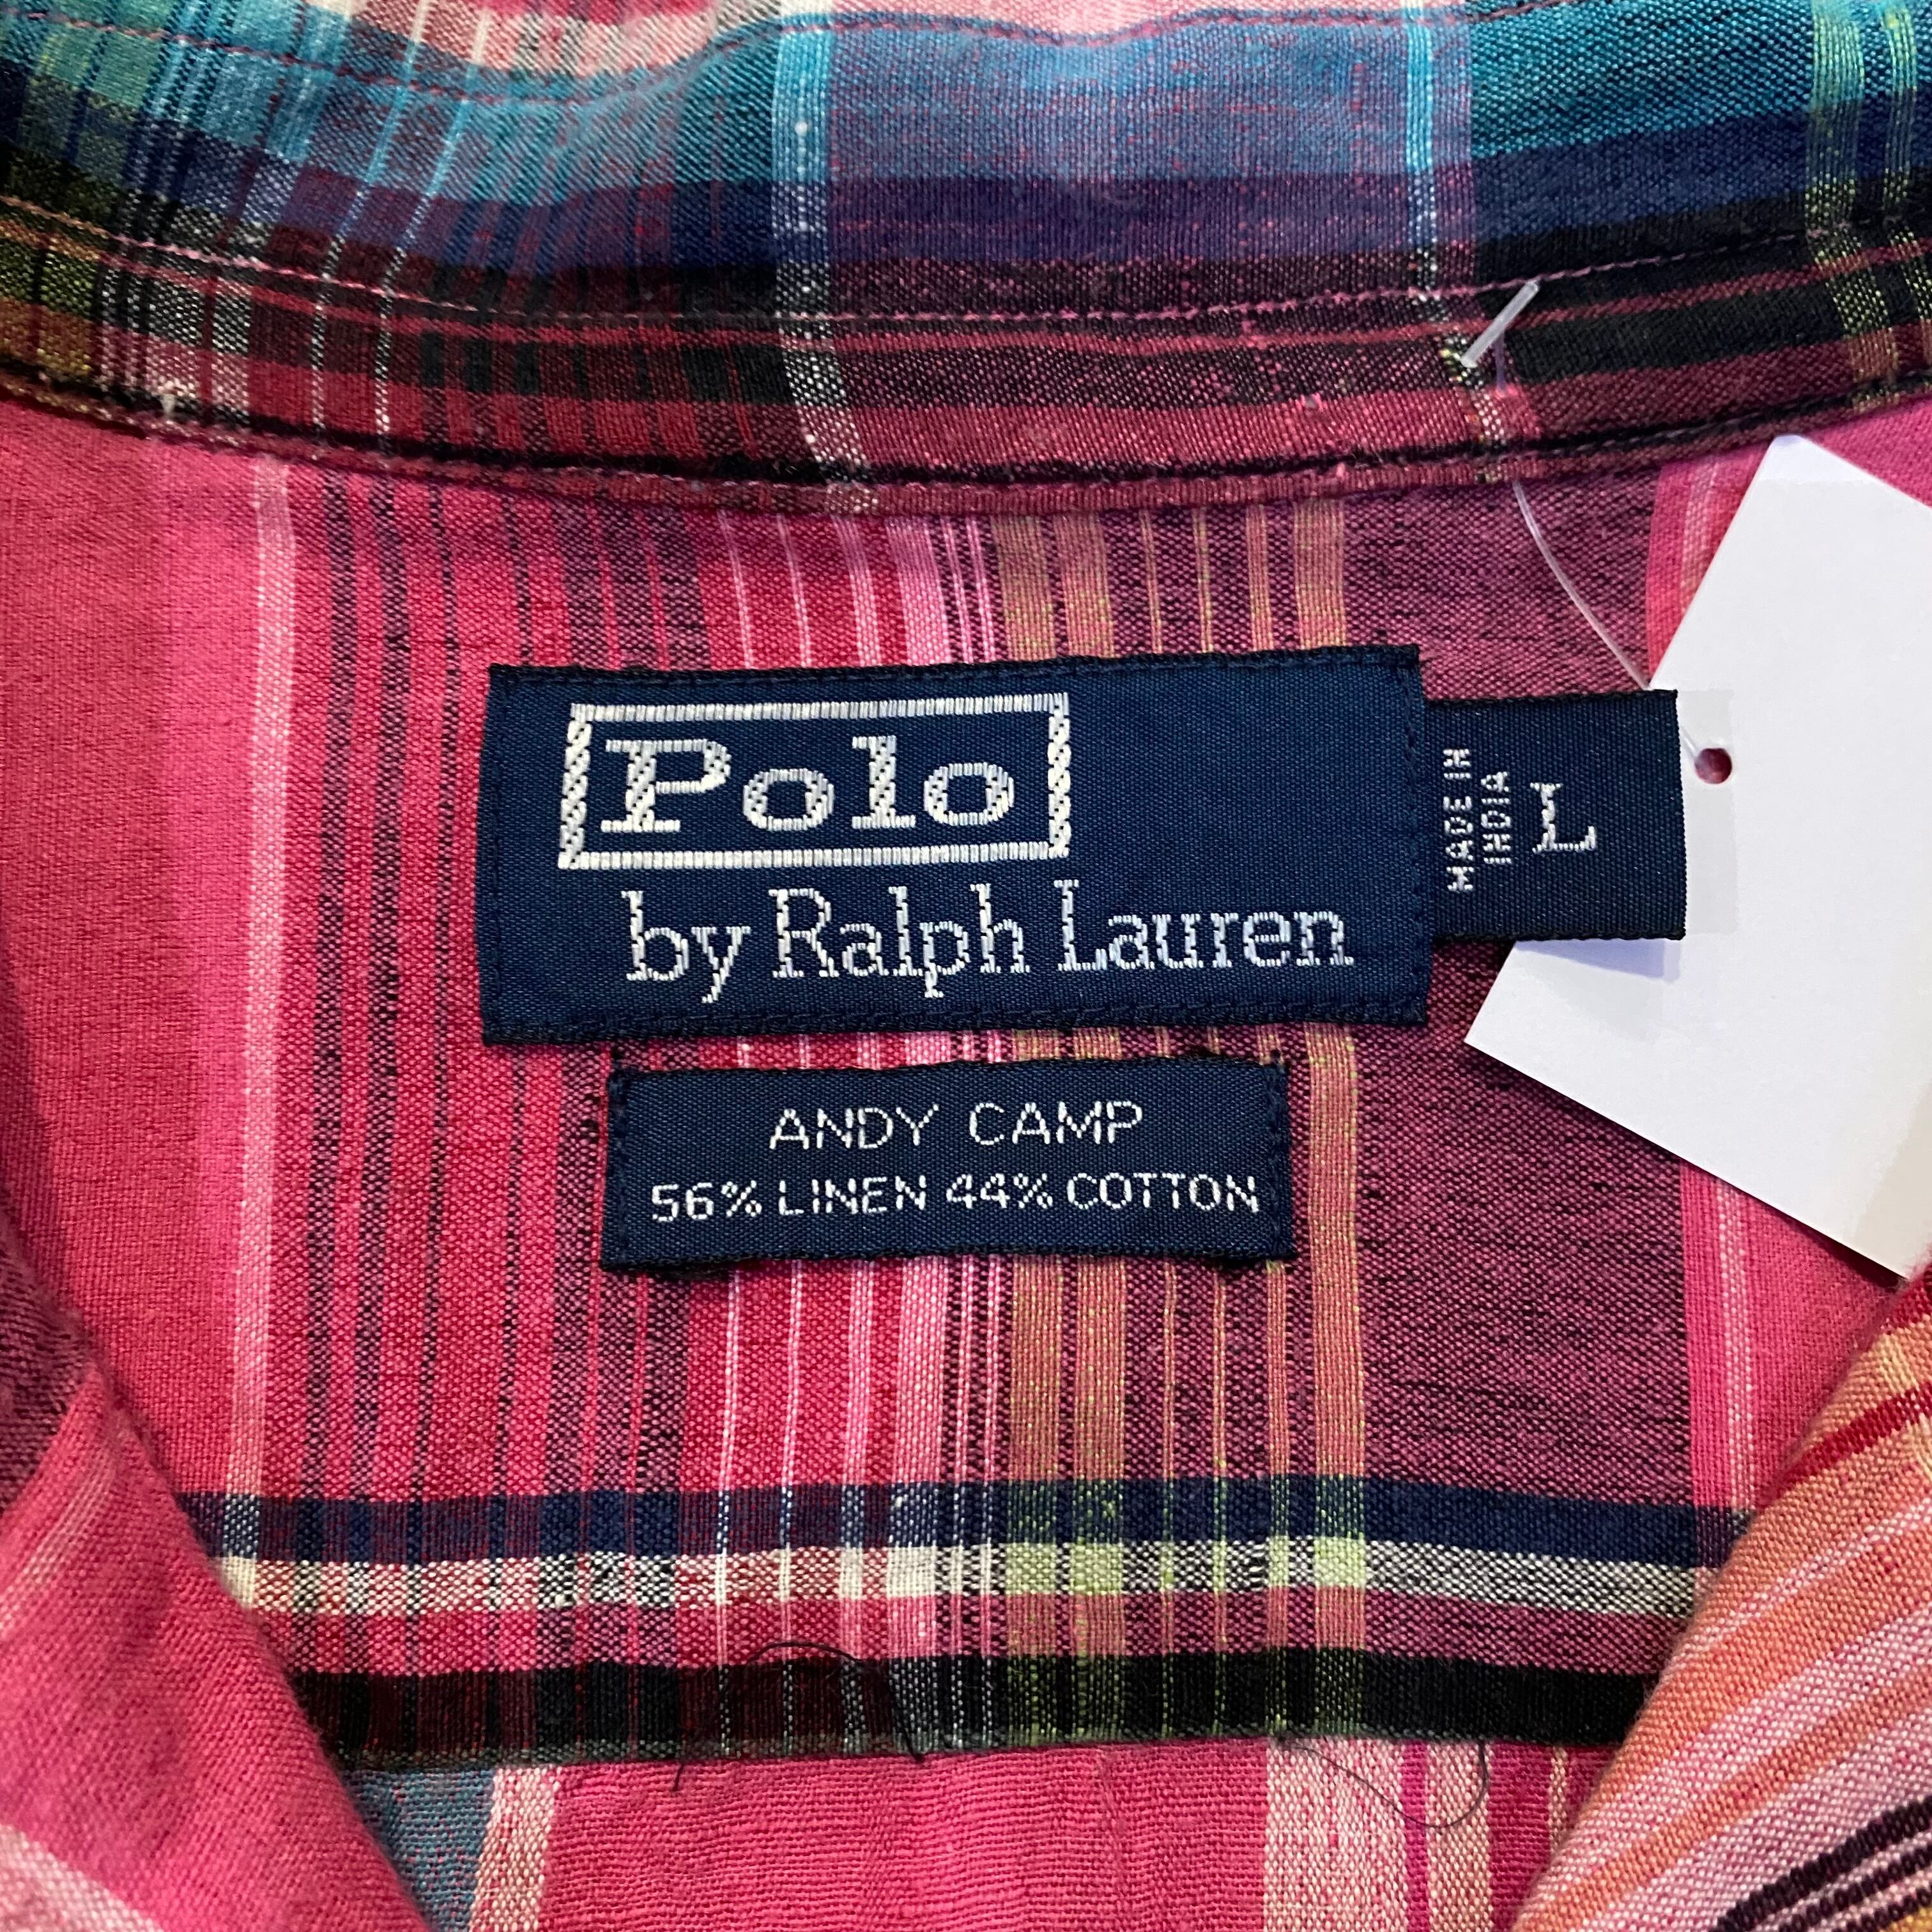 Polo
by Ralph Lauren
MADE IN
INDIA
L
ANDY CAMP
56% LINEN 44% COTTON